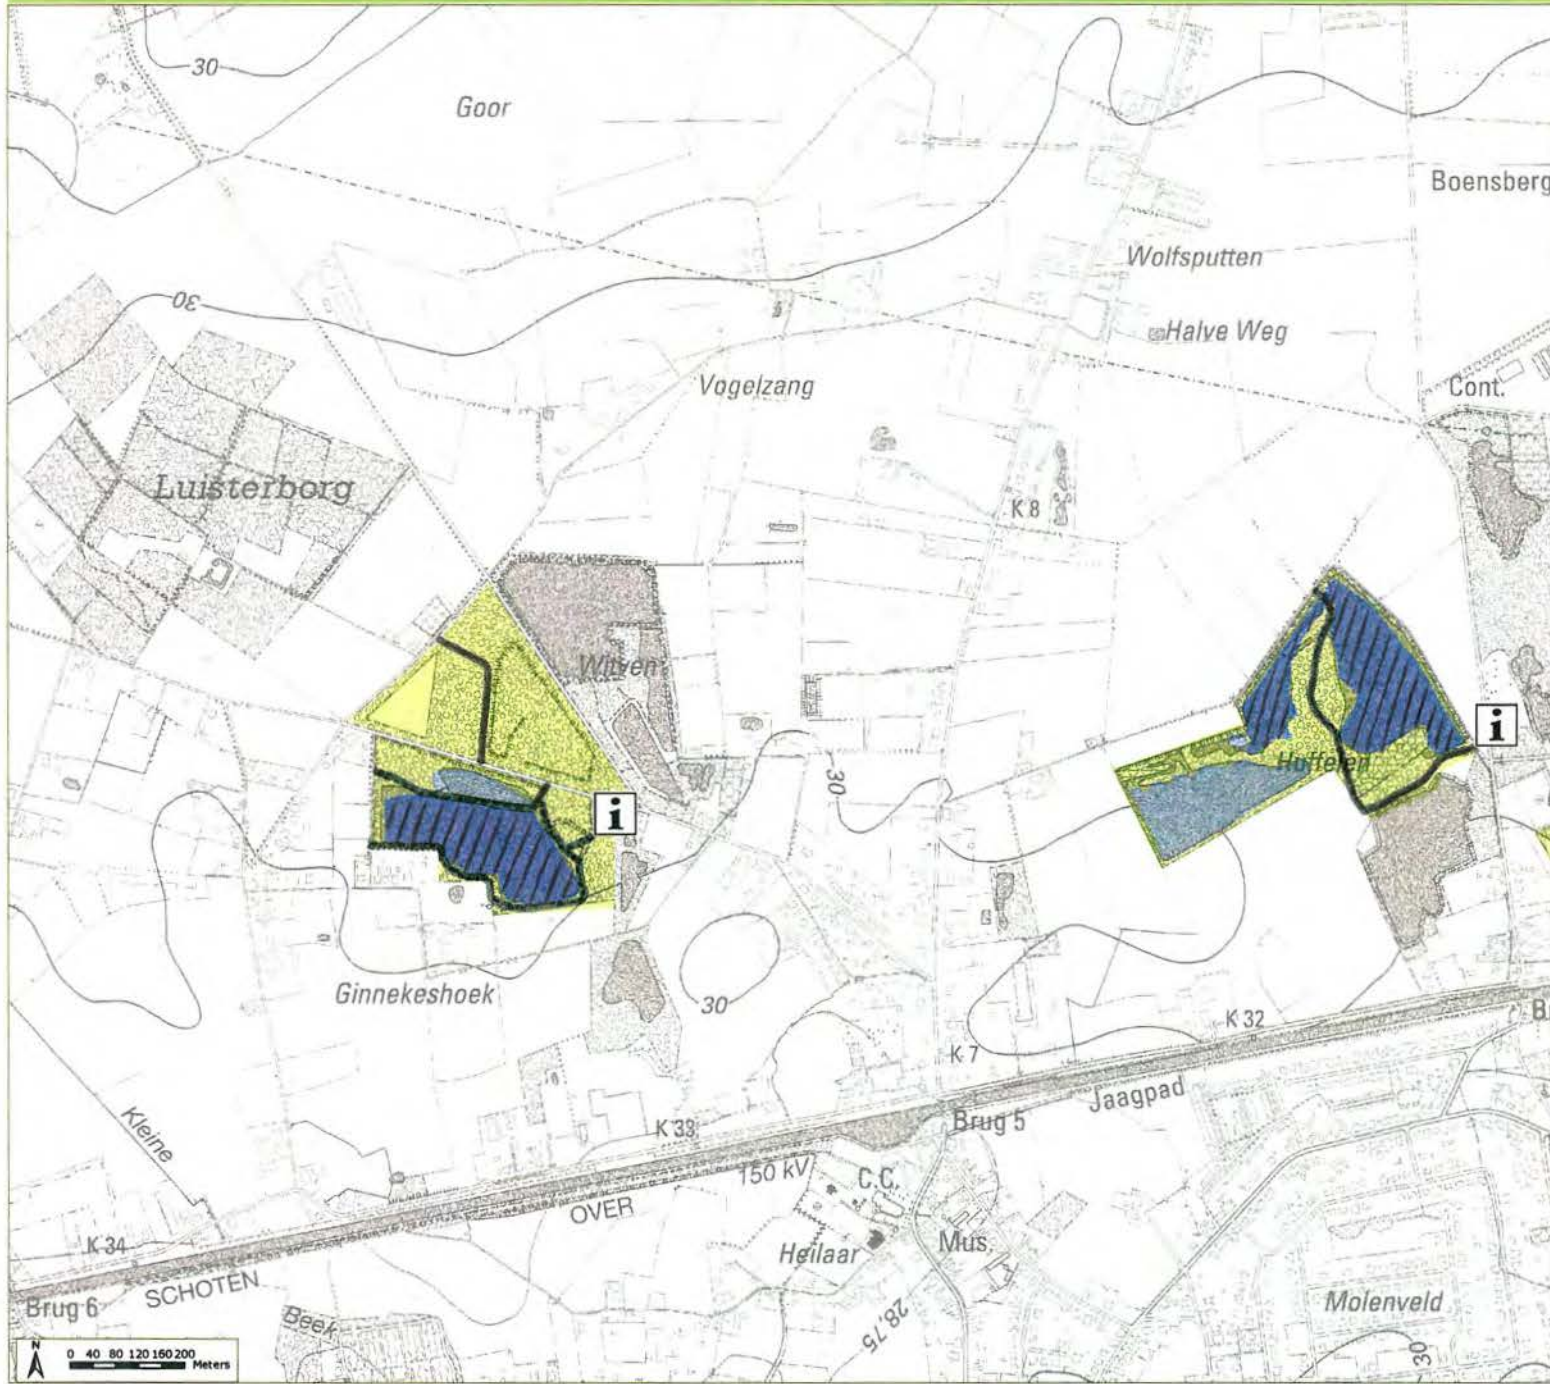 30
Goor
Boensberg
Wolfsputten
30
Halve Weg
Vogelzang
Cont.
Luisterborg
K 8
Witven
i
Huffelen
30
i
Ginnekeshoek
30
K 32
K 7
Jaagpad
Kleine
K 33
Brug 5
150 kV
C.C.
OVER
Mus.
K 34
Heilaar
SCHOTEN
Brug 6
Beek
28,75
Molenveld
30
N
0 40 80 120 160 200
Meters